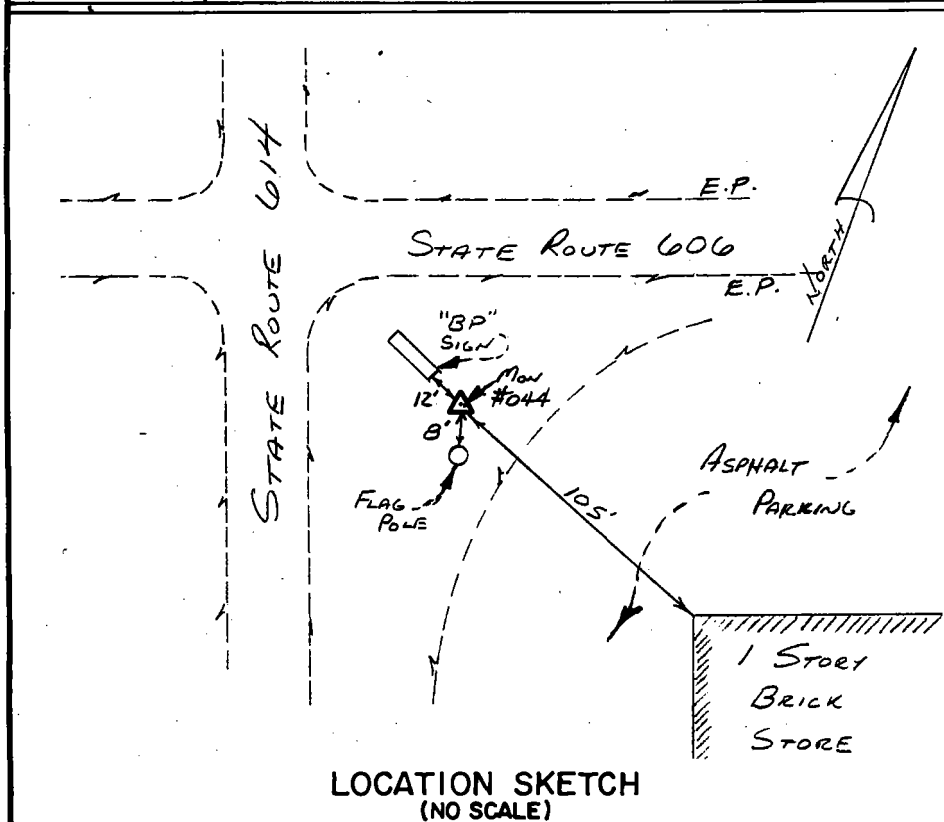 STATE ROUTE 614
E.P.
STATE ROUTE 606
E.P.
NORTH
"BP"
SIGN
MON
#044
12'
8'
FLAG
POLE
105'
ASPHALT
PARKING
1 STORY
BRICK
STORE
LOCATION SKETCH
(NO SCALE)